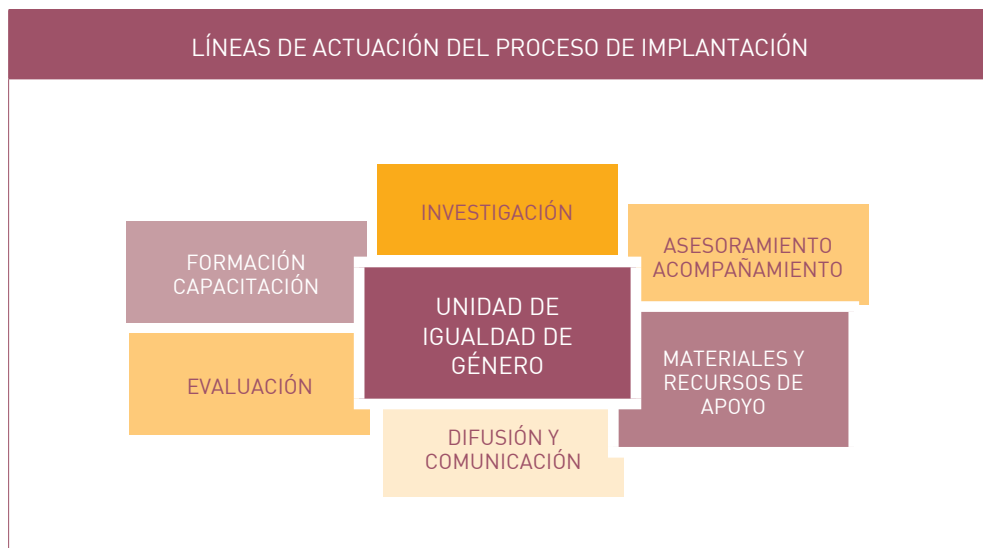 LÍNEAS DE ACTUACIÓN DEL PROCESO DE IMPLANTACIÓN
INVESTIGACIÓN
ASESORAMIENTO
ACOMPAÑAMIENTO
FORMACIÓN
CAPACITACIÓN
UNIDAD DE
IGUALDAD DE
GÉNERO
MATERIALES Y
RECURSOS DE
APOYO
EVALUACIÓN
DIFUSIÓN Y
COMUNICACIÓN